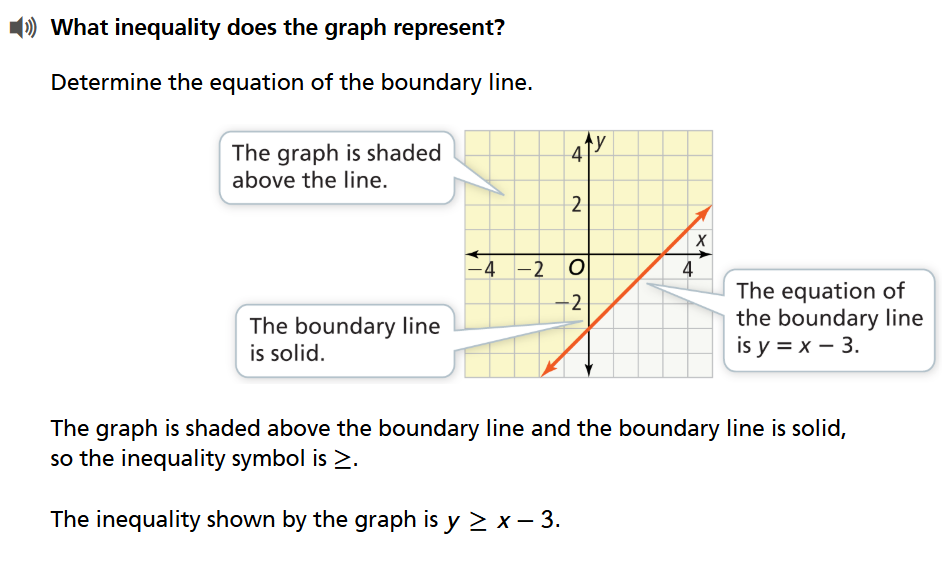 What inequality does the graph represent?
Determine the equation of the boundary line.
The graph is shaded
above the line.
4
y
2
x
−4
−2
O
4
−2
The boundary line
is solid.
The equation of
the boundary line
is y = x − 3.
The graph is shaded above the boundary line and the boundary line is solid,
so the inequality symbol is ≥.
The inequality shown by the graph is y ≥ x − 3.